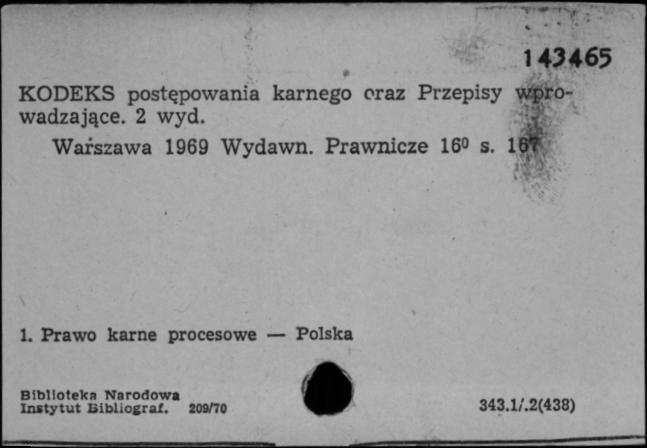 143465
KODEKS postępowania karnego oraz Przepisy wpro-
wadzające. 2 wyd.
Warszawa 1969 Wydawn. Prawnicze 16⁰ s. 167
1. Prawo karne procesowe — Polska
Biblioteka Narodowa
Instytut Bibliograf. 209/70
343.1/.2(438)